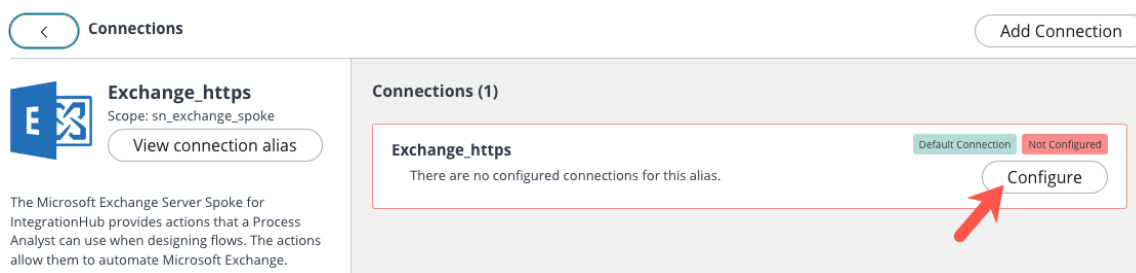 Connections
Add Connection
Exchange_https
Scope: sn_exchange_spoke
View connection alias
The Microsoft Exchange Server Spoke for
IntegrationHub provides actions that a Process
Analyst can use when designing flows. The actions
allow them to automate Microsoft Exchange.
Connections (1)
Exchange_https
Default Connection
Not Configured
There are no configured connections for this alias.
Configure